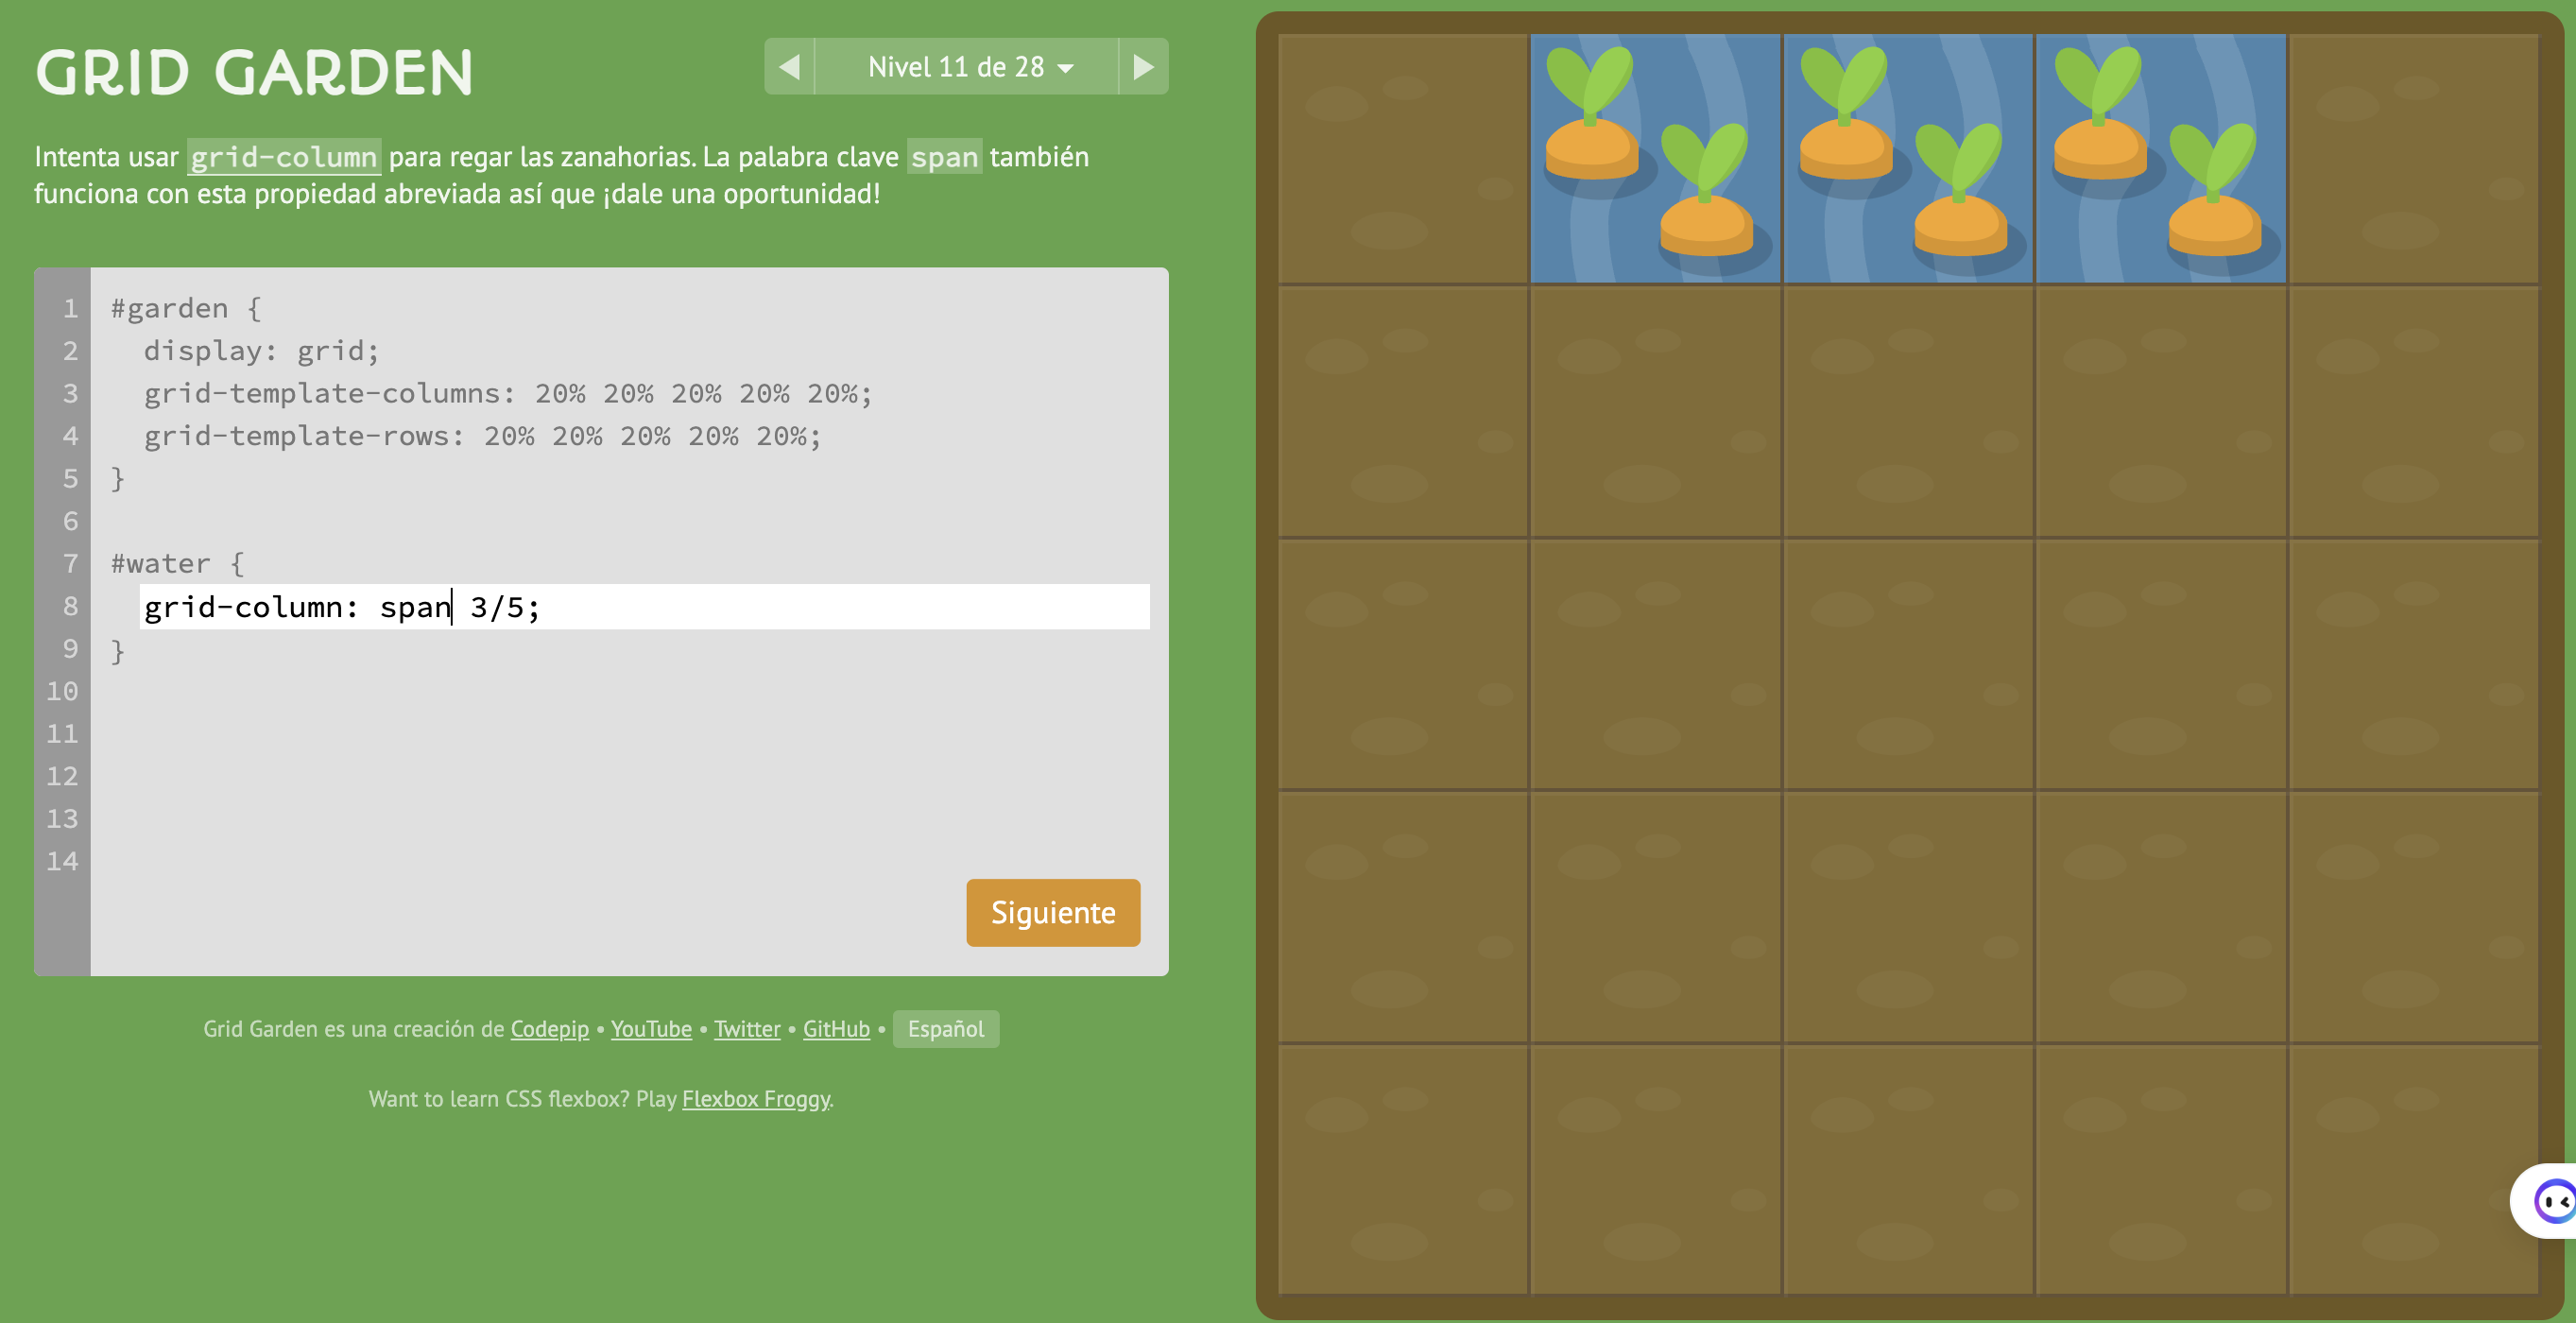 GRID GARDEN
Nivel 11 de 28
Intenta usar grid-column para regar las zanahorias. La palabra clave span también
funciona con esta propiedad abreviada así que ¡dale una oportunidad!
1 #garden {
2 display: grid;
3 grid-template-columns: 20% 20% 20% 20% 20%;
4 grid-template-rows: 20% 20% 20% 20% 20%;
5 }
6
7 #water {
8 grid-column: span 3/5;
9 }
10
11
12
13
14
Siguiente
Grid Garden es una creación de Codepip • YouTube • Twitter • GitHub • Español
Want to learn CSS flexbox? Play Flexbox Froggy.